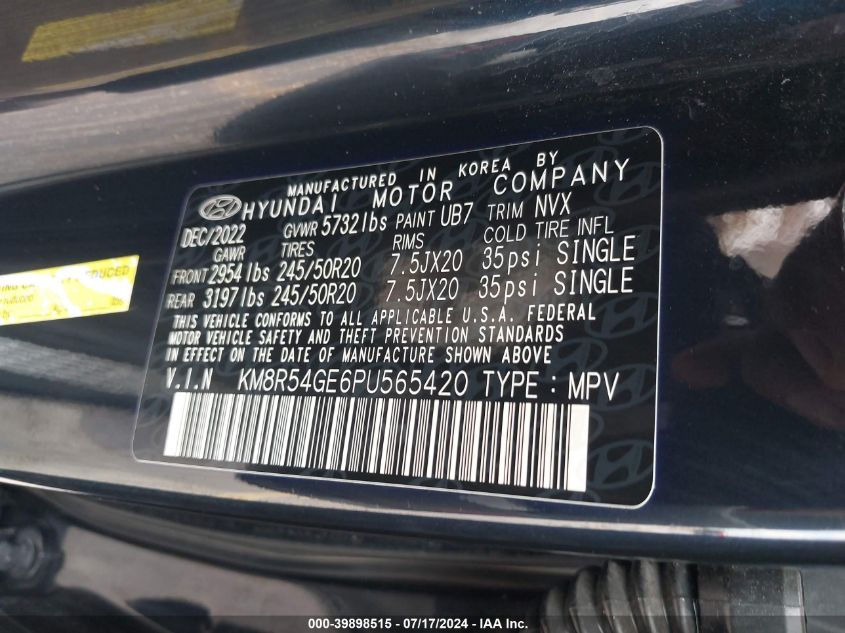 MANUFACTURED IN KOREA BY
HYUNDAI MOTOR COMPANY
DEC/2022 GVWR 5732lbs PAINT UB7 TRIM NVX
GAWR TIRES RIMS COLD TIRE INFL
FRONT 2954lbs 245/50R20 7.5JX20 35psi SINGLE
REAR 3197lbs 245/50R20 7.5JX20 35psi SINGLE
THIS VEHICLE CONFORMS TO ALL APPLICABLE U.S.A. FEDERAL
MOTOR VEHICLE SAFETY AND THEFT PREVENTION STANDARDS
IN EFFECT ON THE DATE OF MANUFACTURE SHOWN ABOVE
V.I.N KM8R54GE6PU565420 TYPE : MPV
000-39898515 / 07/17/2024 - IAA Inc.